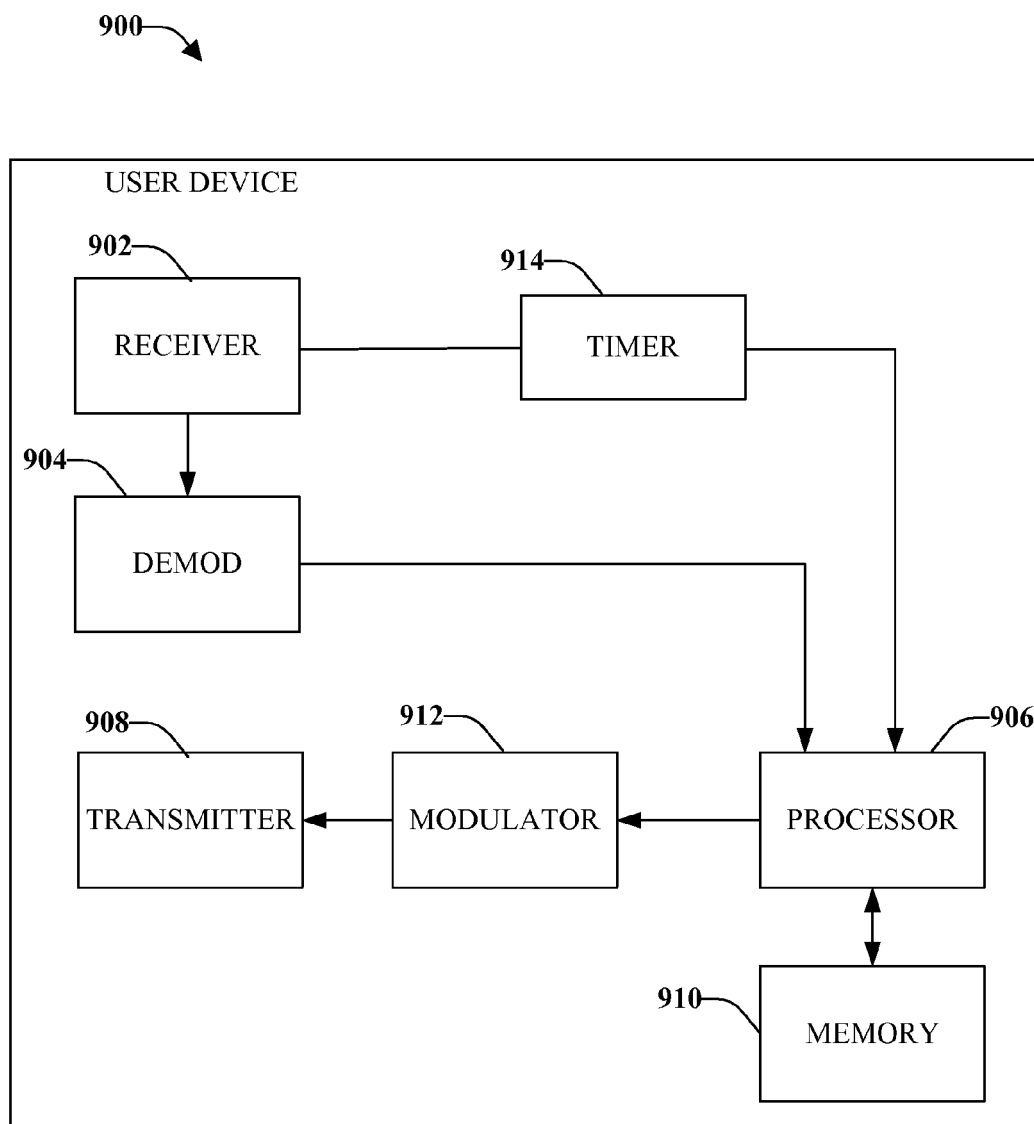 900
USER DEVICE
902
914
RECEIVER
TIMER
904
DEMOD
908
912
906
TRANSMITTER
MODULATOR
PROCESSOR
910
MEMORY